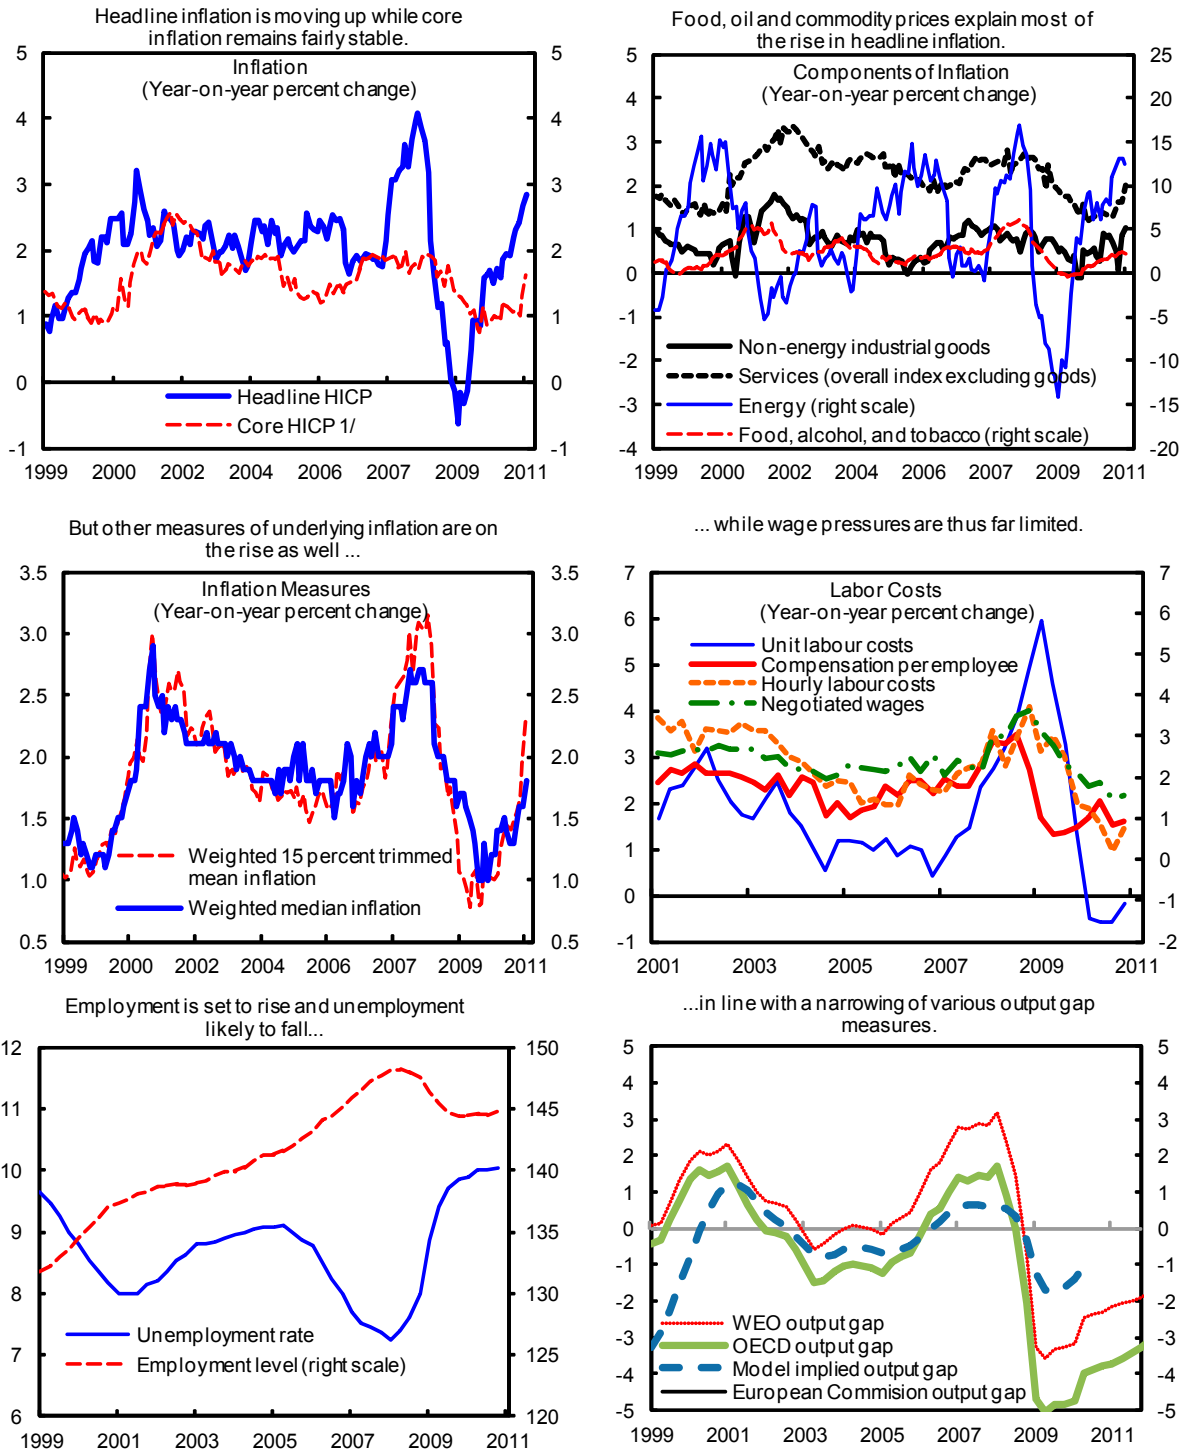 Headline inflation is moving up while core
inflation remains fairly stable.
Inflation
(Year-on-year percent change)
5
4
3
2
1
0
-1
5
4
3
2
1
0
-1
Headline HICP
Core HICP 1/
1999 2000 2002 2004 2006 2007 2009 2011
Food, oil and commodity prices explain most of
the rise in headline inflation.
Components of Inflation
(Year-on-year percent change)
5
4
3
2
1
0
-1
-2
-3
-4
25
20
15
10
5
0
-5
-10
-15
-20
Non-energy industrial goods
Services (overall index excluding goods)
Energy (right scale)
Food, alcohol, and tobacco (right scale)
1999 2000 2002 2004 2006 2007 2009 2011
But other measures of underlying inflation are on
the rise as well ...
Inflation Measures
(Year-on-year percent change)
3.5
3.0
2.5
2.0
1.5
1.0
0.5
3.5
3.0
2.5
2.0
1.5
1.0
0.5
Weighted 15 percent trimmed
mean inflation
Weighted median inflation
1999 2000 2002 2004 2006 2007 2009 2011
... while wage pressures are thus far limited.
Labor Costs
(Year-on-year percent change)
7
6
5
4
3
2
1
0
-1
7
6
5
4
3
2
1
0
-1
-2
Unit labour costs
Compensation per employee
Hourly labour costs
Negotiated wages
2001 2003 2005 2007 2009 2011
Employment is set to rise and unemployment
likely to fall...
12
11
10
9
8
7
6
150
145
140
135
130
125
120
Unemployment rate
Employment level (right scale)
1999 2001 2003 2005 2007 2009 2011
...in line with a narrowing of various output gap
measures.
5
4
3
2
1
0
-1
-2
-3
-4
-5
5
4
3
2
1
0
-1
-2
-3
-4
-5
WEO output gap
OECD output gap
Model implied output gap
European Commision output gap
1999 2001 2003 2005 2007 2009 2011